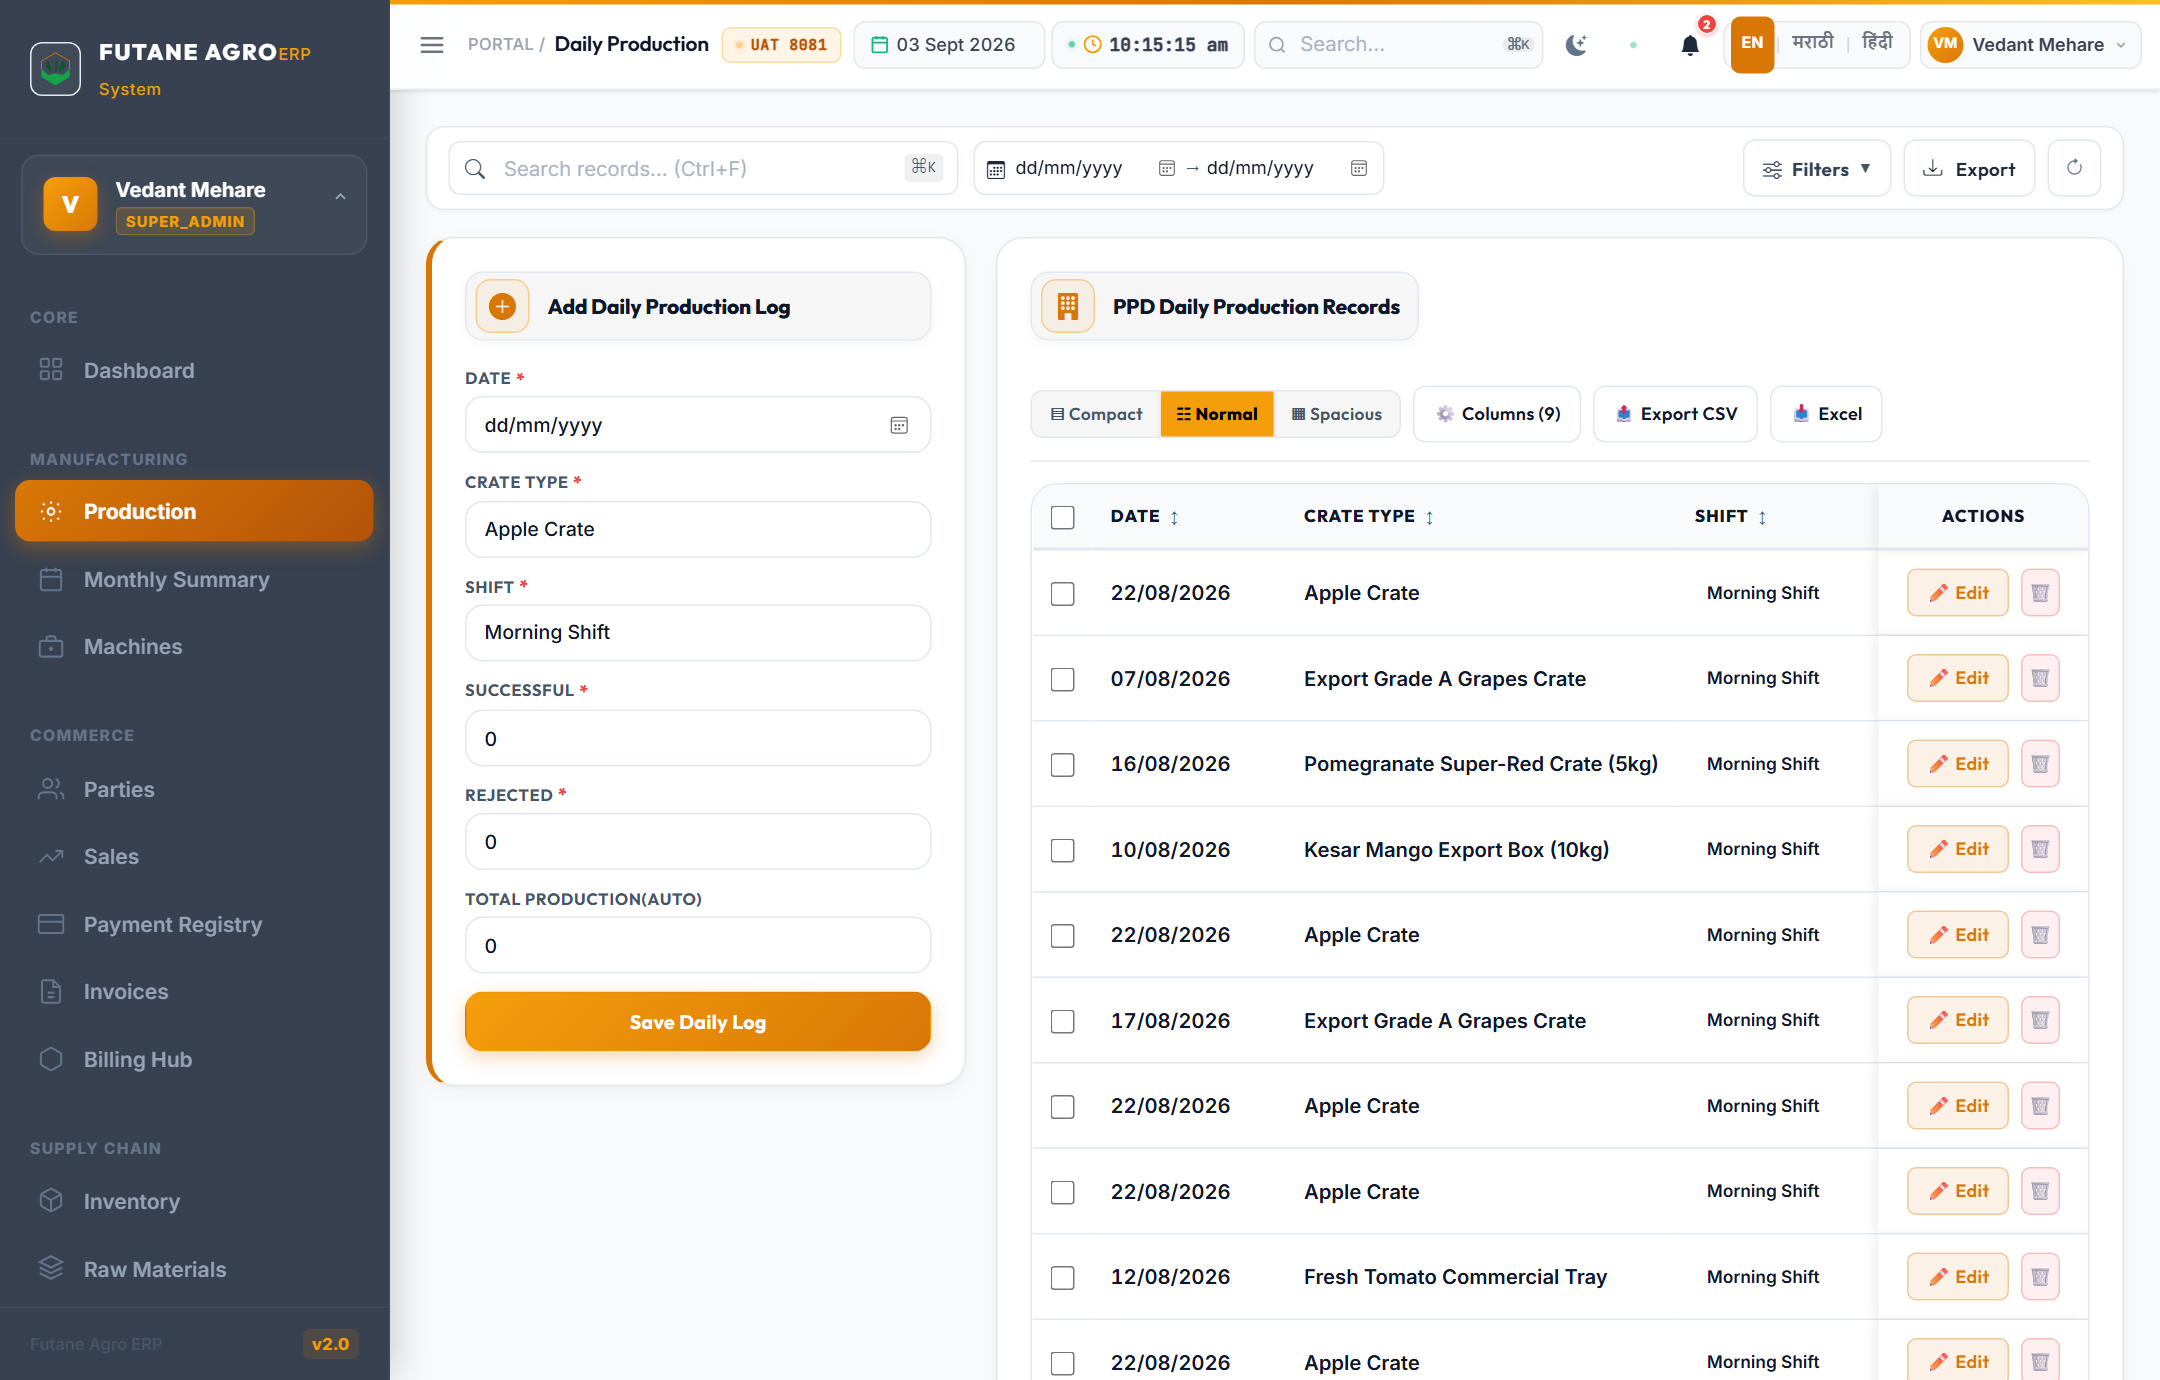 FUTANE AGROERP
System
Vedant Mehare
SUPER_ADMIN
V
CORE
Dashboard
MANUFACTURING
Production
Monthly Summary
Machines
COMMERCE
Parties
Sales
Payment Registry
Invoices
Billing Hub
SUPPLY CHAIN
Inventory
Raw Materials
Futane Agro ERP v2.0
PORTAL / Daily Production UAT 8081 03 Sept 2026 10:15:15 am Search... ⌘K 2 EN | मराठी | हिंदी VM Vedant Mehare
Search records... (Ctrl+F) ⌘K dd/mm/yyyy → dd/mm/yyyy Filters ▼ Export
Add Daily Production Log
DATE *
dd/mm/yyyy
CRATE TYPE *
Apple Crate
SHIFT *
Morning Shift
SUCCESSFUL *
0
REJECTED *
0
TOTAL PRODUCTION(AUTO)
0
Save Daily Log
PPD Daily Production Records
Compact Normal Spacious Columns (9) Export CSV Excel
DATE ↕ CRATE TYPE ↕ SHIFT ↕ ACTIONS
22/08/2026 Apple Crate Morning Shift Edit
07/08/2026 Export Grade A Grapes Crate Morning Shift Edit
16/08/2026 Pomegranate Super-Red Crate (5kg) Morning Shift Edit
10/08/2026 Kesar Mango Export Box (10kg) Morning Shift Edit
22/08/2026 Apple Crate Morning Shift Edit
17/08/2026 Export Grade A Grapes Crate Morning Shift Edit
22/08/2026 Apple Crate Morning Shift Edit
22/08/2026 Apple Crate Morning Shift Edit
12/08/2026 Fresh Tomato Commercial Tray Morning Shift Edit
22/08/2026 Apple Crate Morning Shift Edit